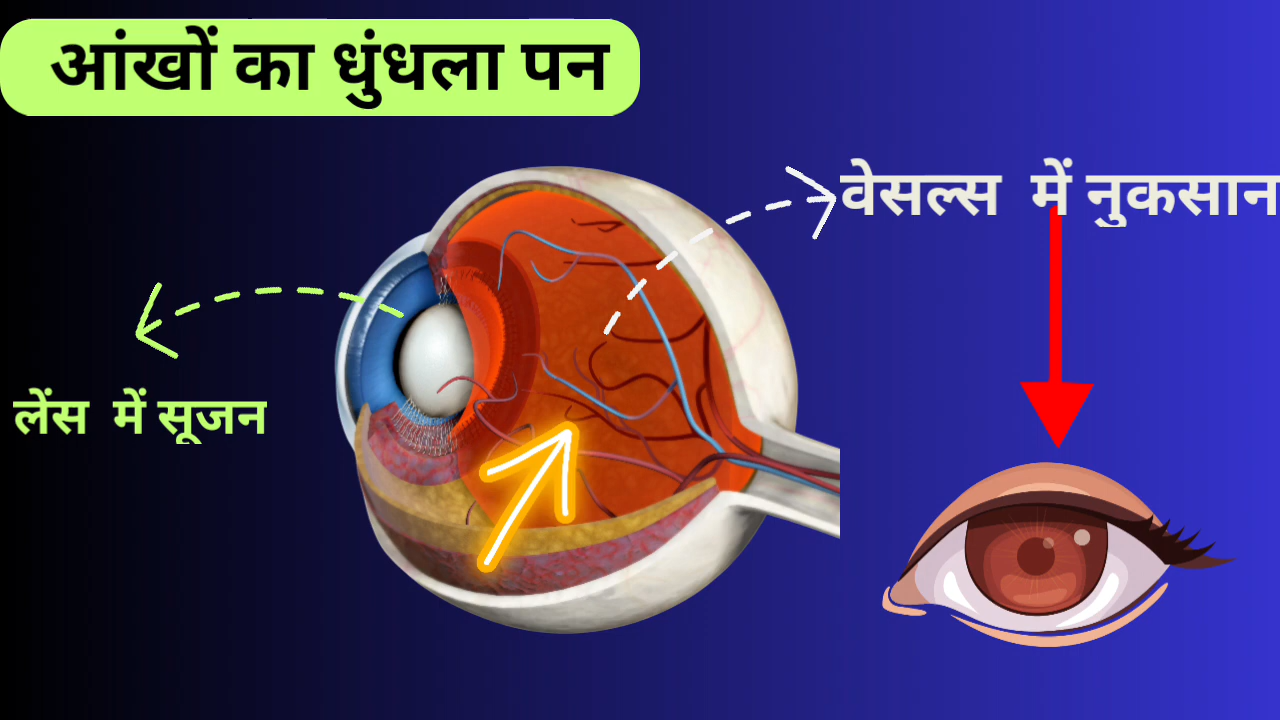 आंखों का धुंधला पन
वेसल्स में नुकसान
लेंस में सूजन